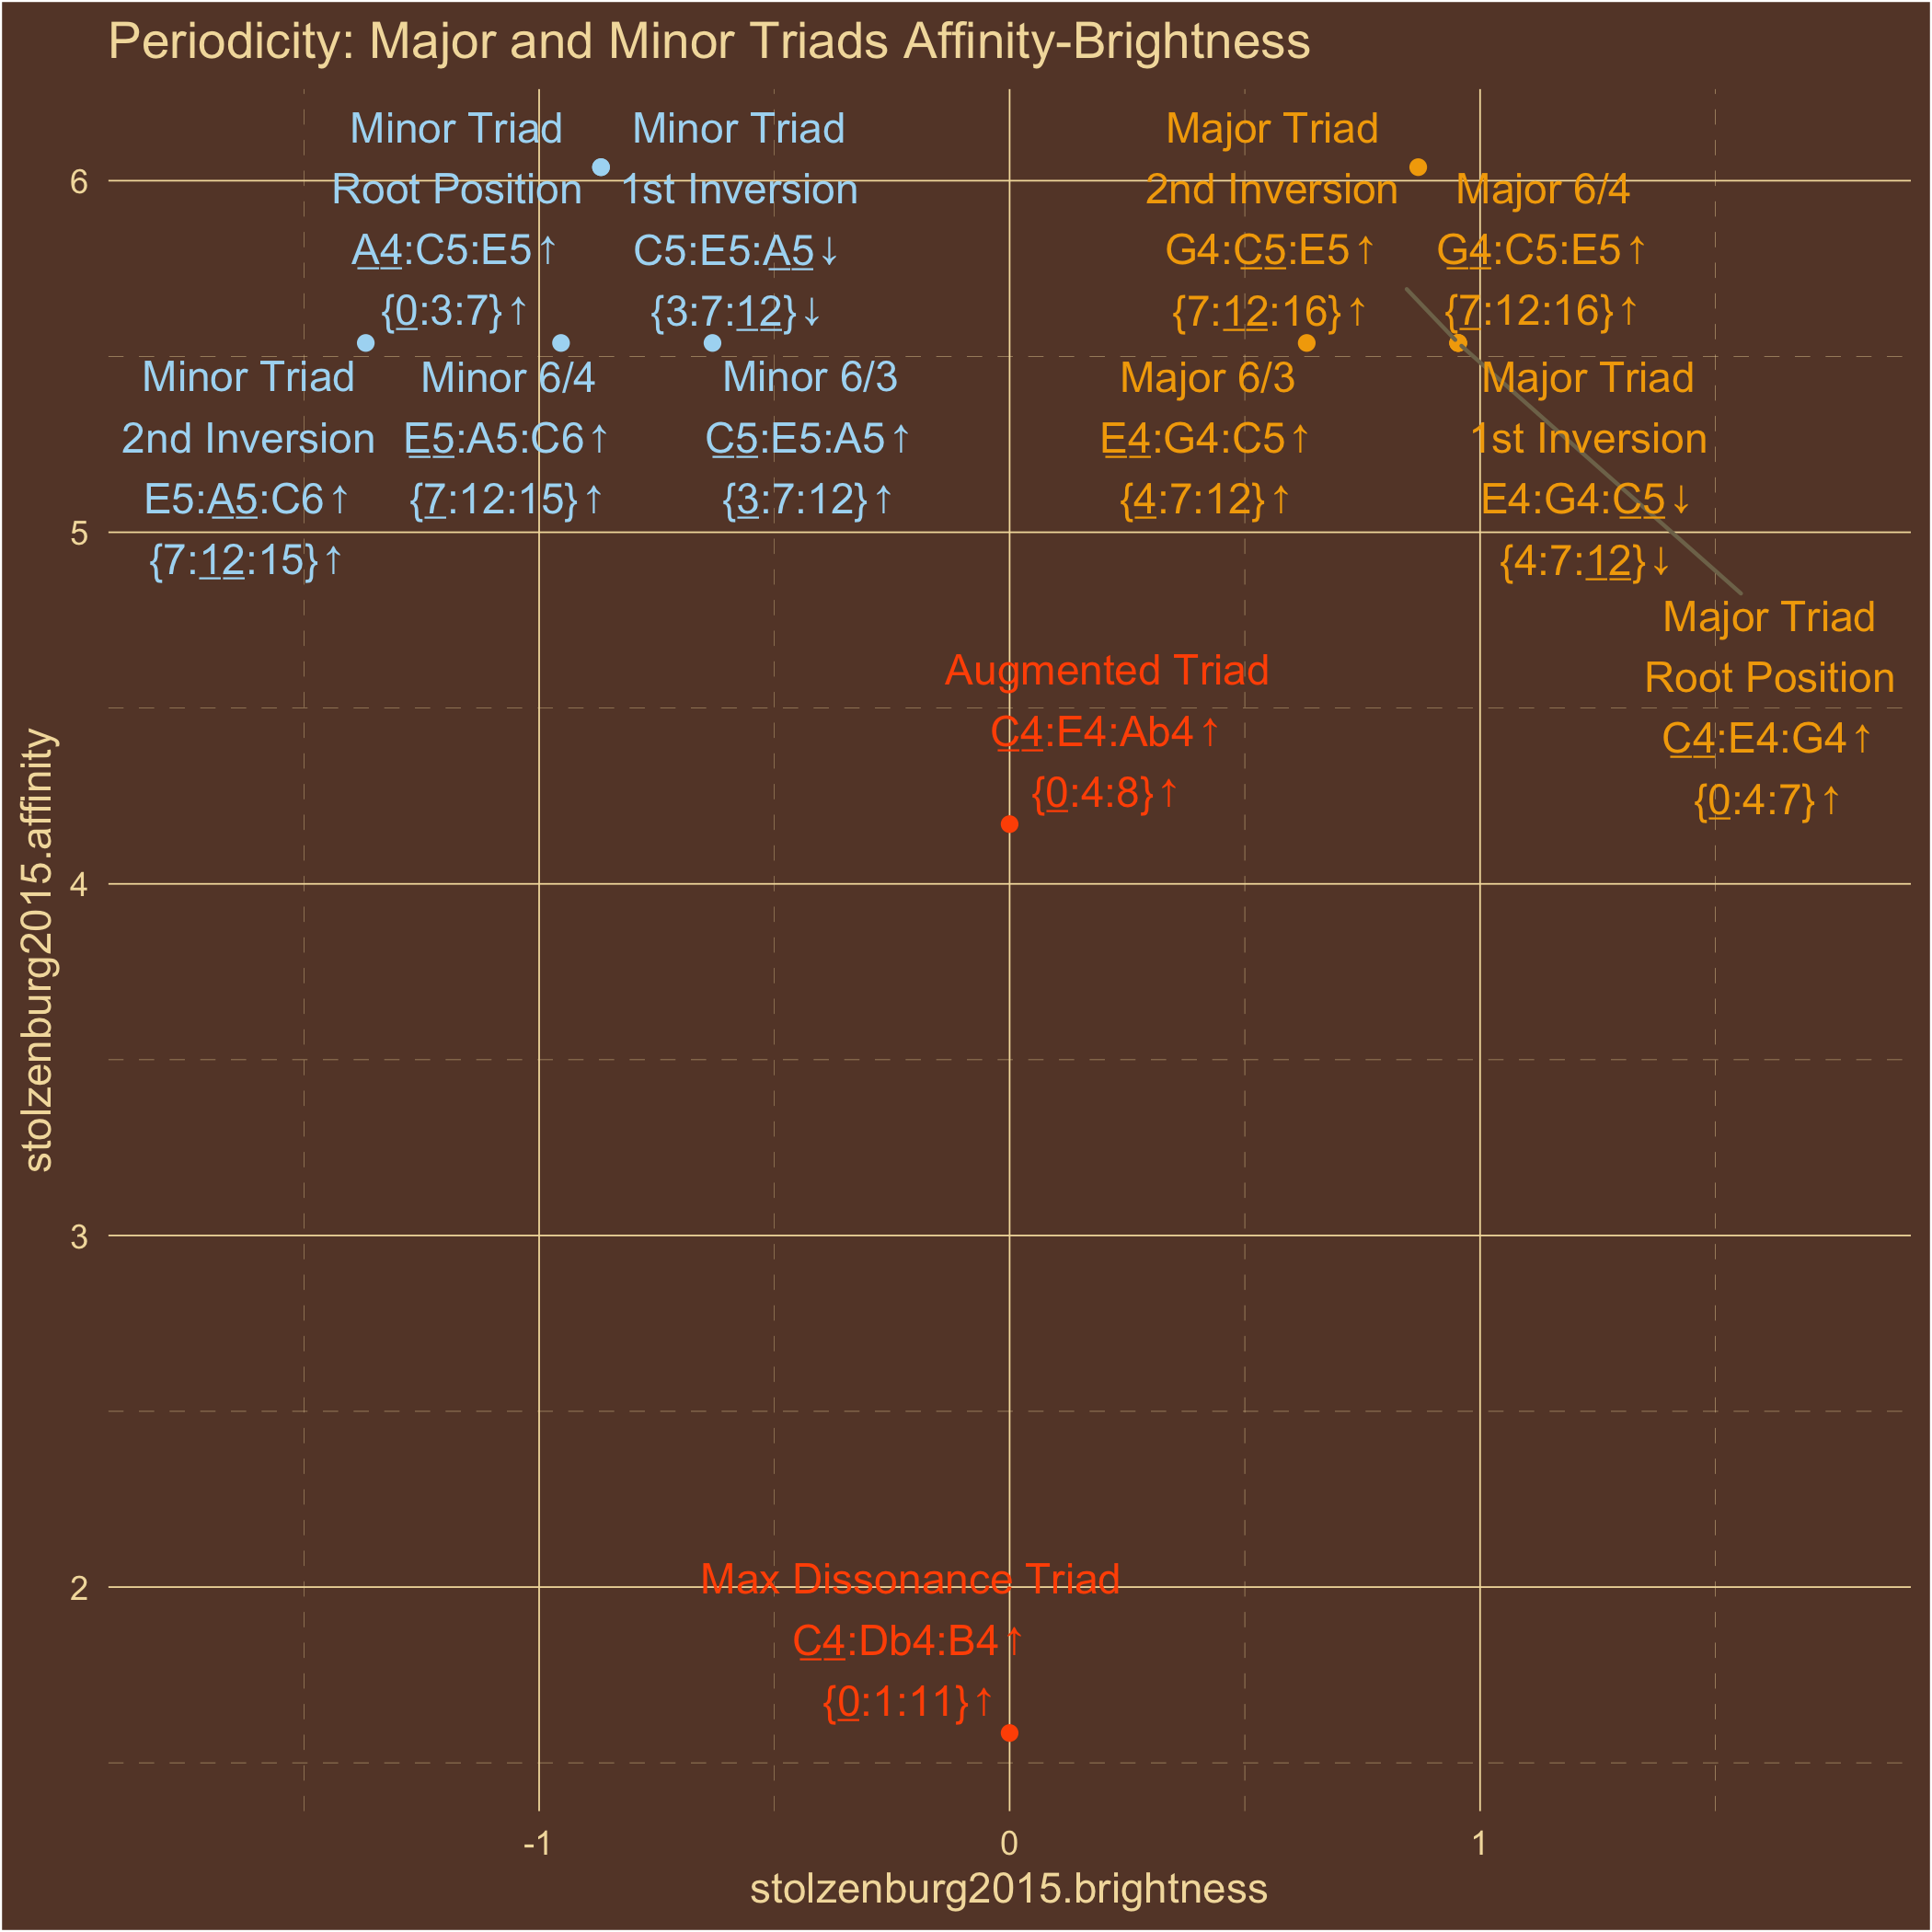 Periodicity: Major and Minor Triads Affinity-Brightness
Minor Triad
Root Position
A4:C5:E5↑
{0:3:7}↑
Minor Triad
1st Inversion
C5:E5:A5↓
{3:7:12}↓
Major Triad
2nd Inversion
G4:C5:E5↑
{7:12:16}↑
Major 6/4
G4:C5:E5↑
{7:12:16}↑
Minor Triad
2nd Inversion
E5:A5:C6↑
{7:12:15}↑
Minor 6/4
E5:A5:C6↑
{7:12:15}↑
Minor 6/3
C5:E5:A5↑
{3:7:12}↑
Major 6/3
E4:G4:C5↑
{4:7:12}↑
Major Triad
1st Inversion
E4:G4:C5↓
{4:7:12}↓
Major Triad
Root Position
C4:E4:G4↑
{0:4:7}↑
Augmented Triad
C4:E4:Ab4↑
{0:4:8}↑
Max Dissonance Triad
C4:Db4:B4↑
{0:1:11}↑
6
5
4
3
2
stolzenburg2015.affinity
-1
0
1
stolzenburg2015.brightness